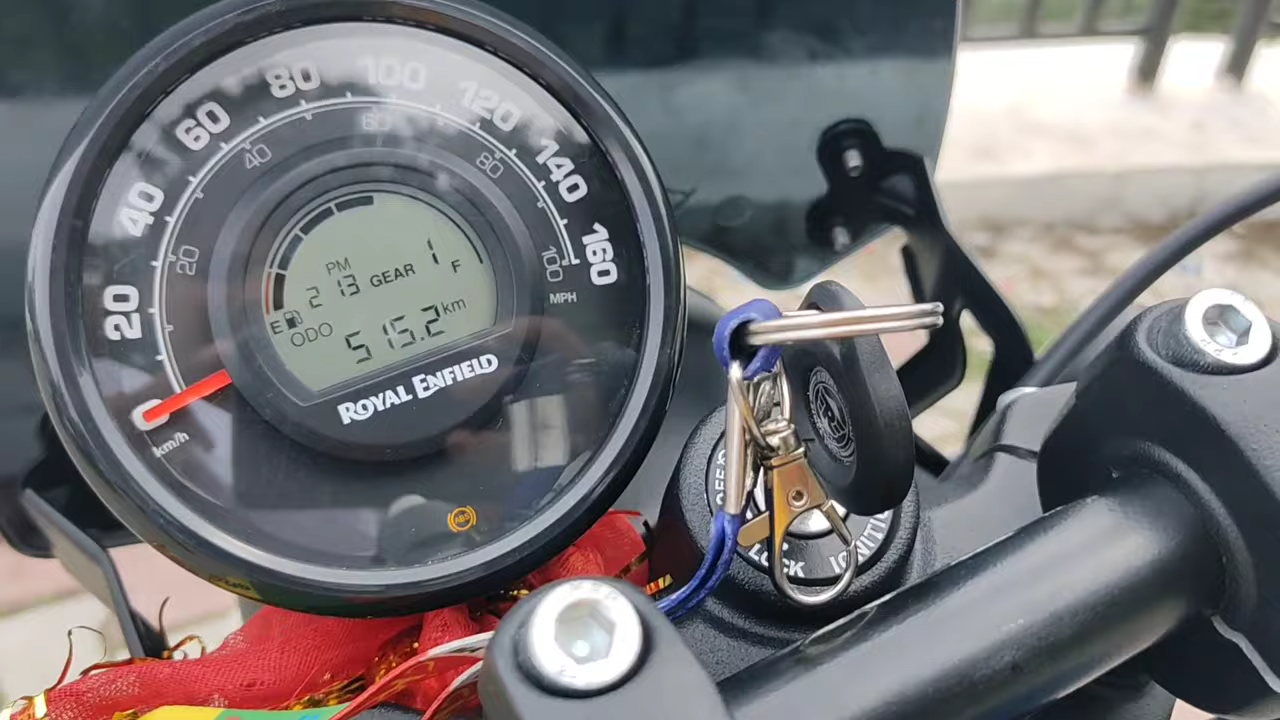 20
40
60
80
100
120
140
160
20
40
60
80
100
MPH
km/h
PM
2 13 GEAR 1
E F
ODO
515.2 km
ROYAL ENFIELD
ABS
LOCK